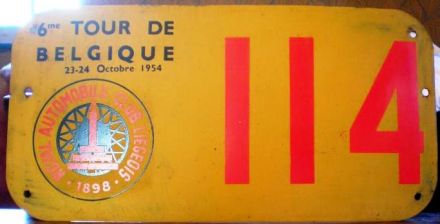 6me TOUR DE
BELGIQUE
23-24 Octobre 1954
114
ROYAL AUTOMOBILE CLUB LIEGEOIS
· 1898 ·